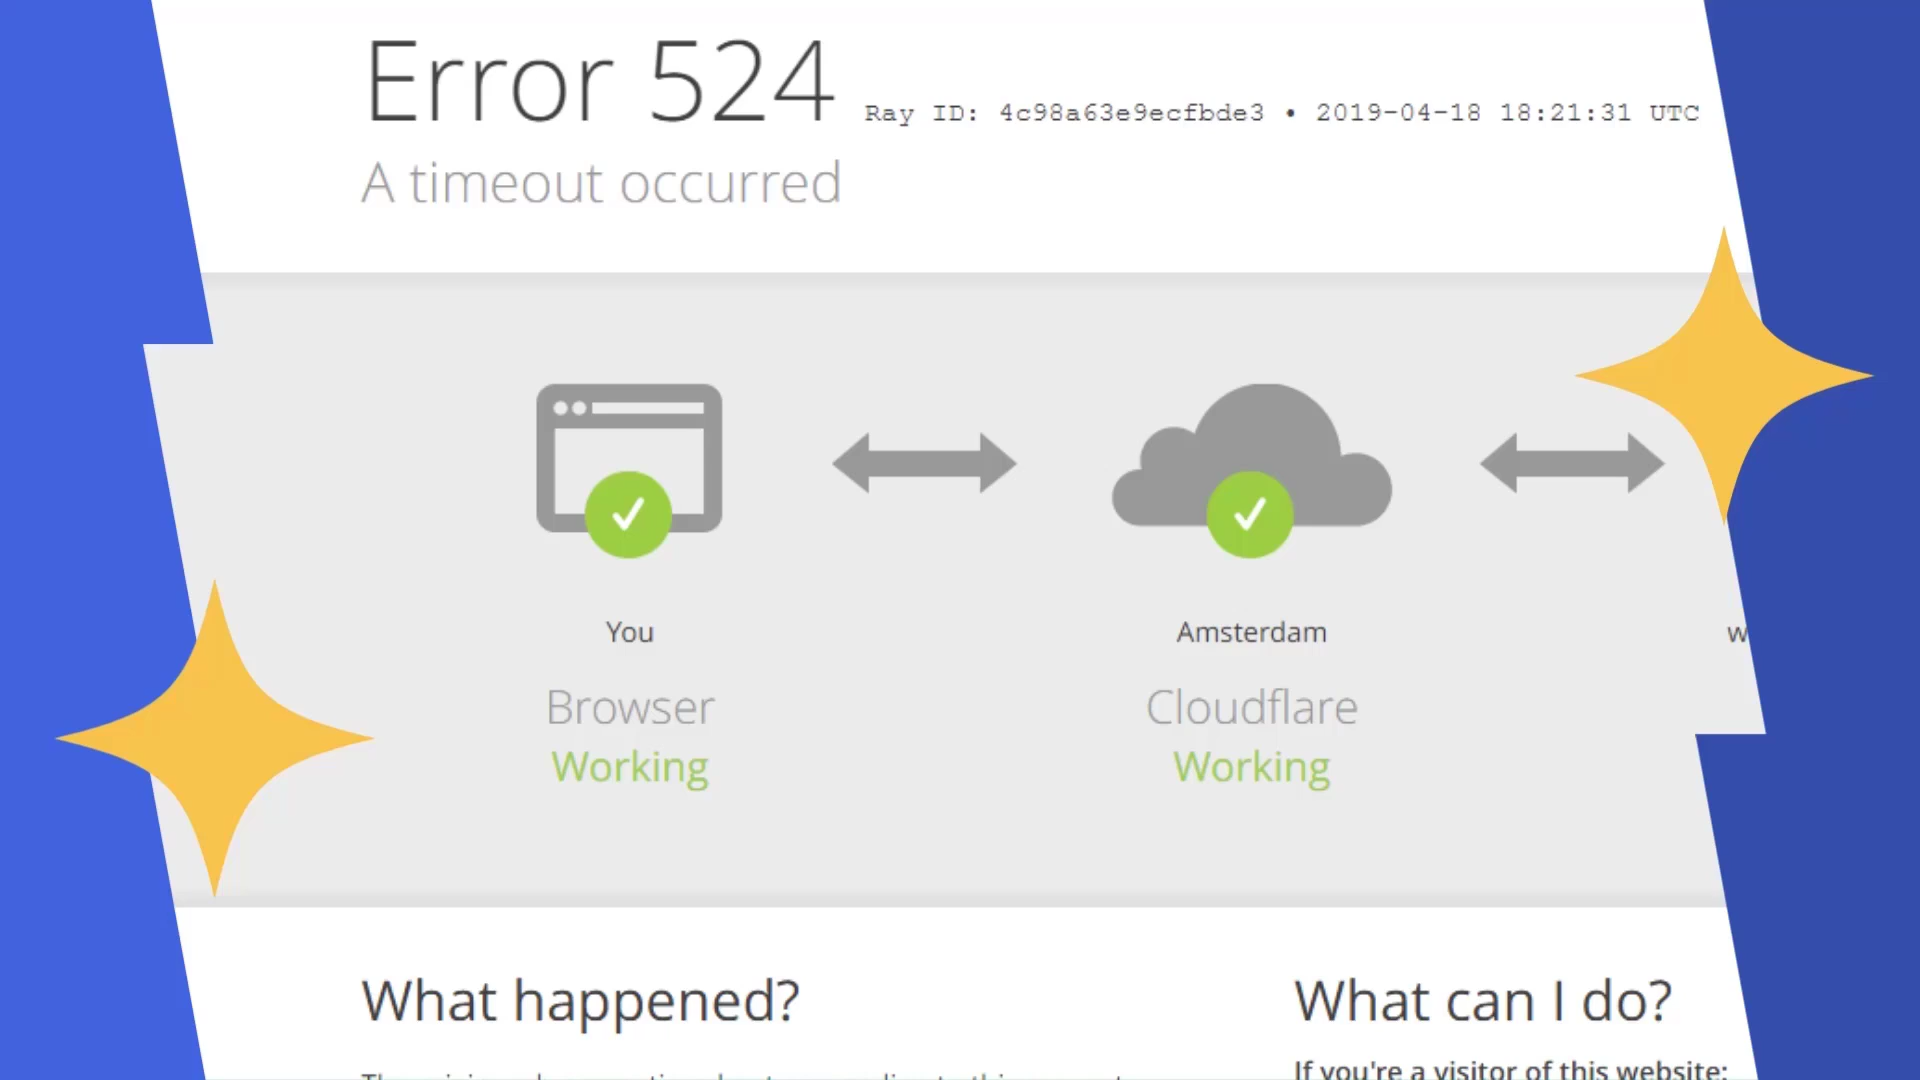 Error 524 Ray ID: 4c98a63e9ecfbde3 • 2019-04-18 18:21:31 UTC
A timeout occurred
You
Amsterdam
Browser
Cloudflare
Working
Working
What happened?
What can I do?
If you're a visitor of this website: